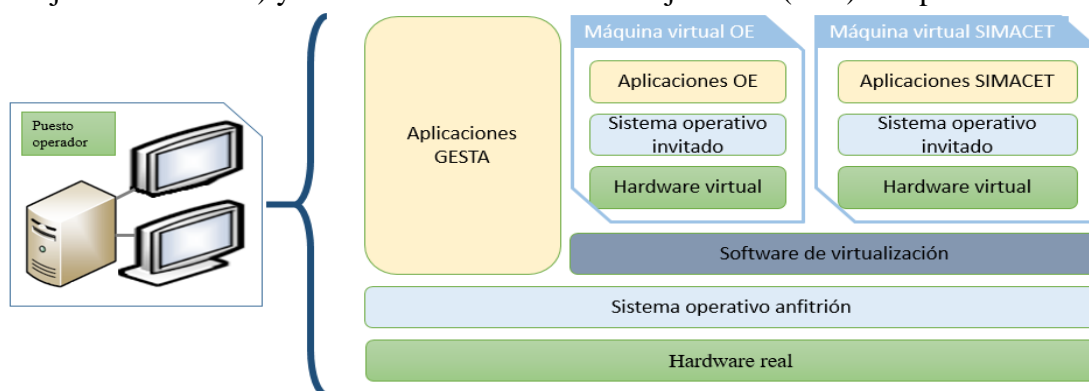 Puesto
operador
Aplicaciones
GESTA
Máquina virtual OE
Aplicaciones OE
Sistema operativo
invitado
Hardware virtual
Máquina virtual SIMACET
Aplicaciones SIMACET
Sistema operativo
invitado
Hardware virtual
Software de virtualización
Sistema operativo anfitrión
Hardware real